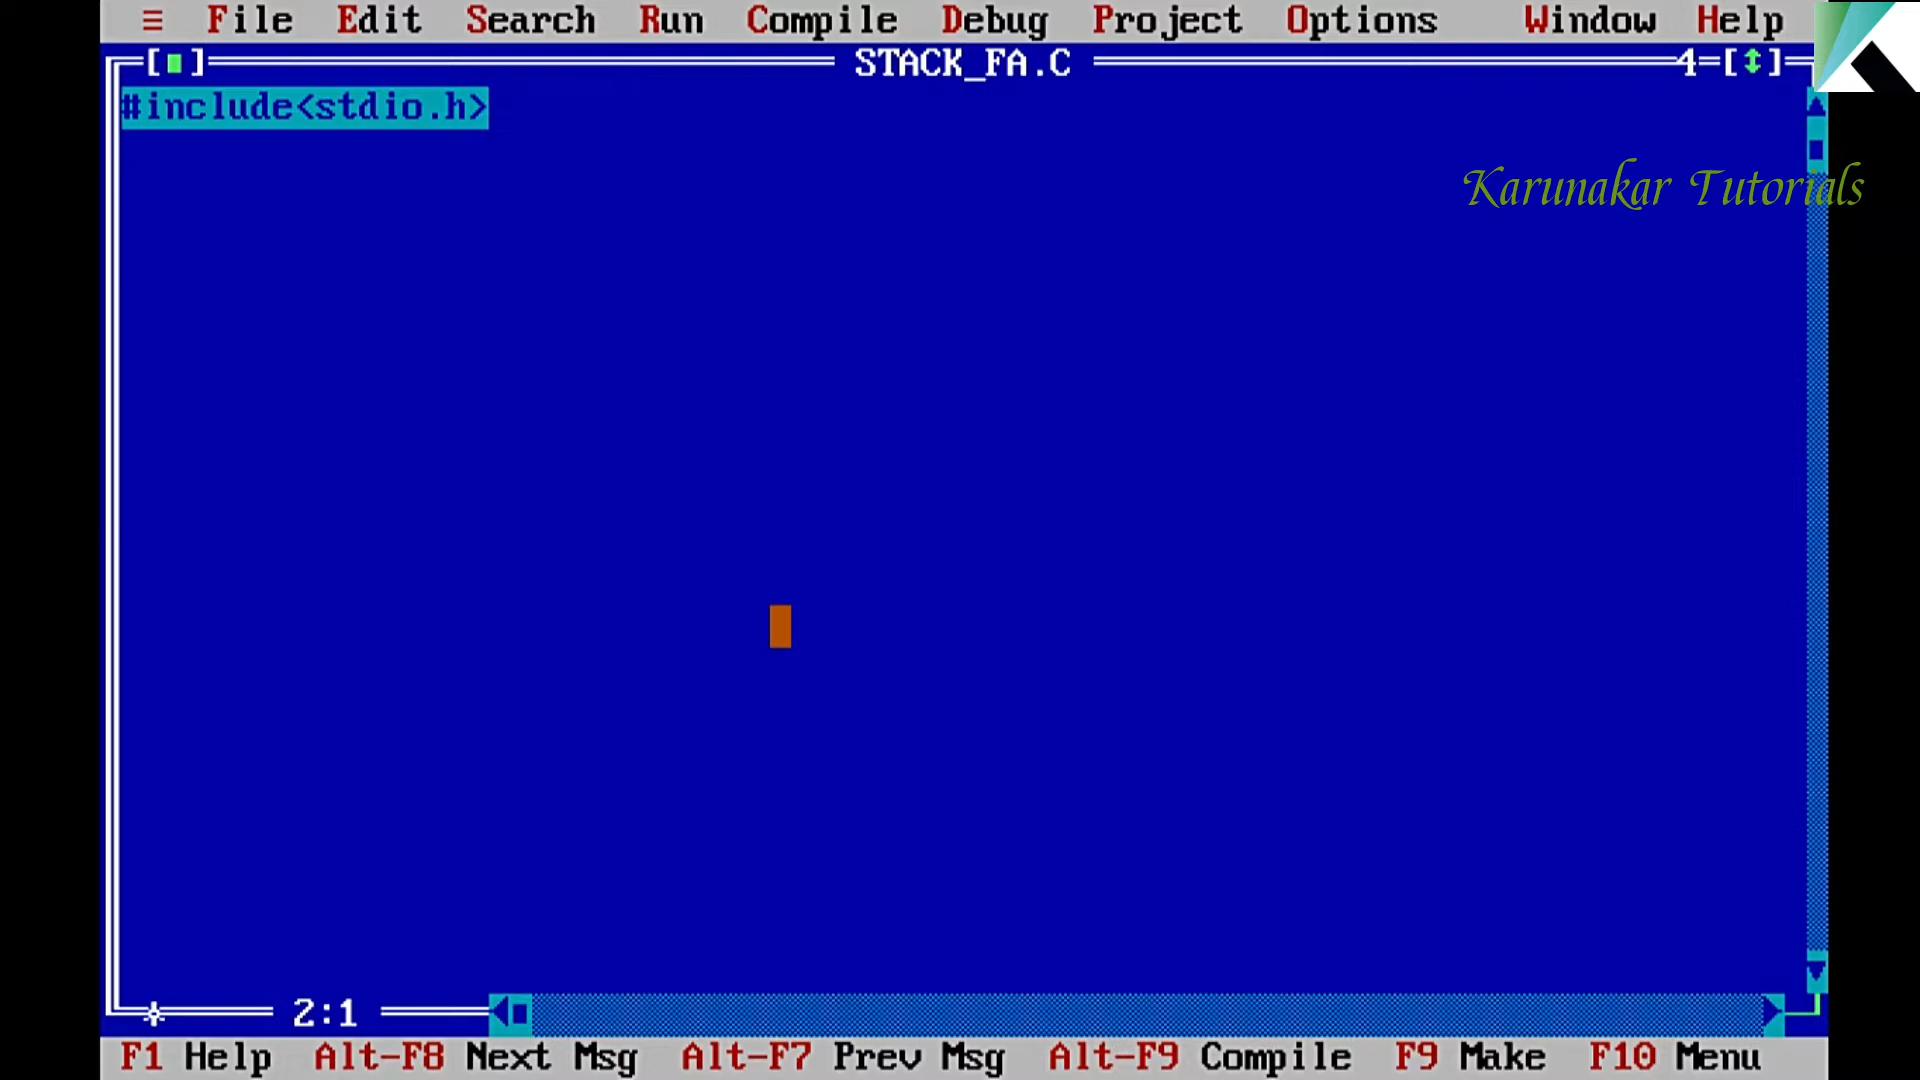 ≡ File Edit Search Run Compile Debug Project Options Window Help
[■] STACK_FA.C 4=[↕]
#include<stdio.h>
Karunakar Tutorials
2:1
F1 Help Alt-F8 Next Msg Alt-F7 Prev Msg Alt-F9 Compile F9 Make F10 Menu